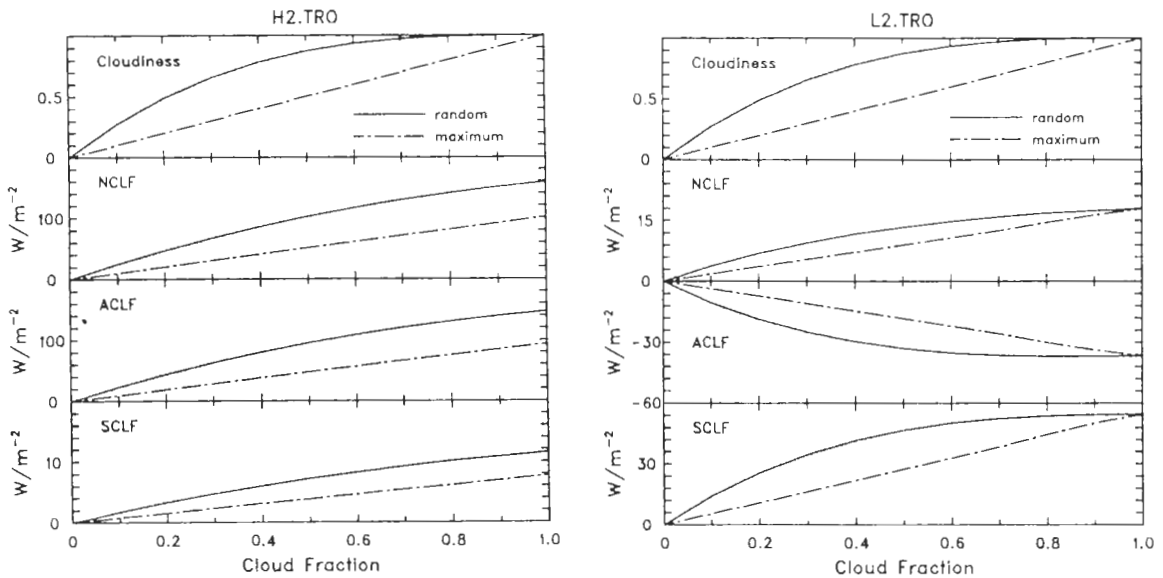 H2.TRO
Cloudiness
0.5
0
random
maximum
NCLF
W/m⁻²
100
0
ACLF
W/m⁻²
100
0
SCLF
W/m⁻²
10
0
0 0.2 0.4 0.6 0.8 1.0
Cloud Fraction
L2.TRO
Cloudiness
0.5
0
random
maximum
NCLF
W/m⁻²
15
0
ACLF
W/m⁻²
-30
-60
SCLF
W/m⁻²
30
0
0 0.2 0.4 0.6 0.8 1.0
Cloud Fraction